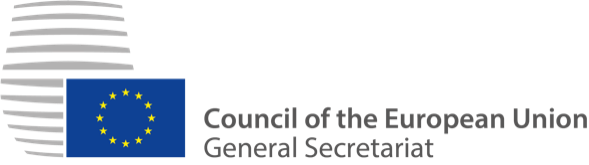 Council of the European Union
General Secretariat